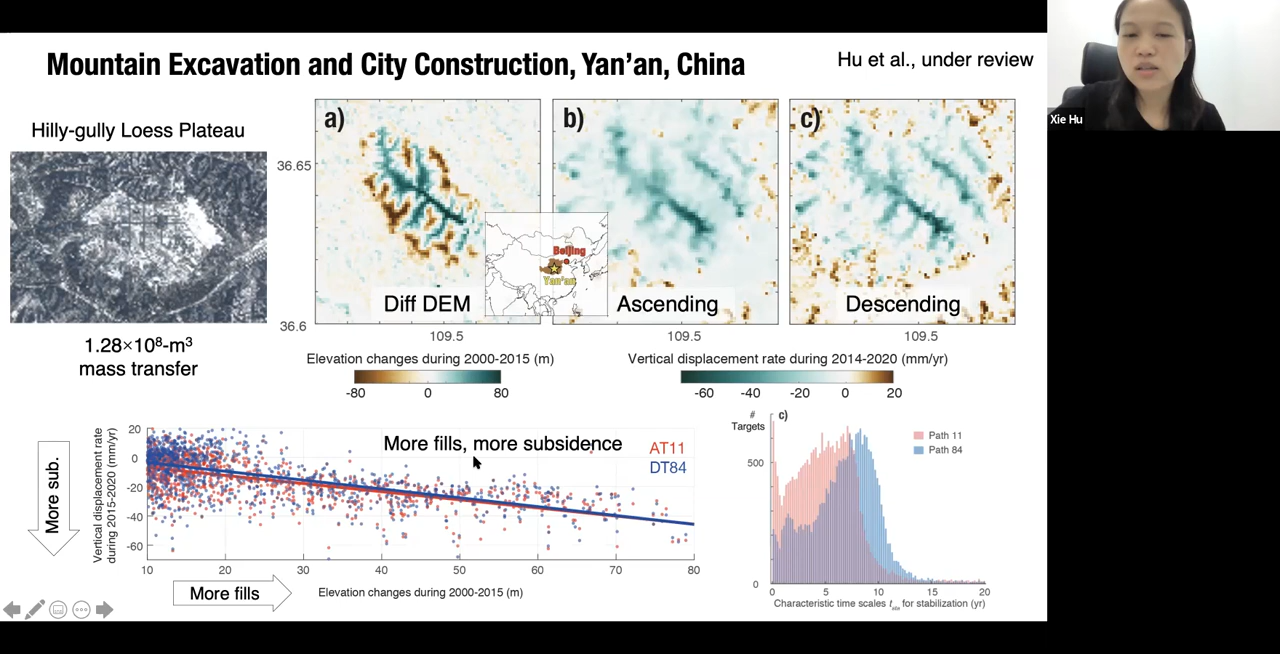 Mountain Excavation and City Construction, Yan'an, China
Hu et al., under review
Xie Hu
Hilly-gully Loess Plateau
1.28×10⁸-m³
mass transfer
a)
b)
c)
36.65
36.6
Diff DEM
Beijing
Yan'an
Ascending
Descending
109.5
109.5
109.5
Elevation changes during 2000-2015 (m)
-80 0 80
Vertical displacement rate during 2014-2020 (mm/yr)
-60 -40 -20 0 20
More sub.
Vertical displacement rate
during 2015-2020 (mm/yr)
20
0
-20
-40
-60
More fills, more subsidence
AT11
DT84
10 20 30 40 50 60 70 80
More fills
Elevation changes during 2000-2015 (m)
#
Targets
c)
Path 11
Path 84
500
0
0 5 10 15 20
Characteristic time scales t_sta for stabilization (yr)